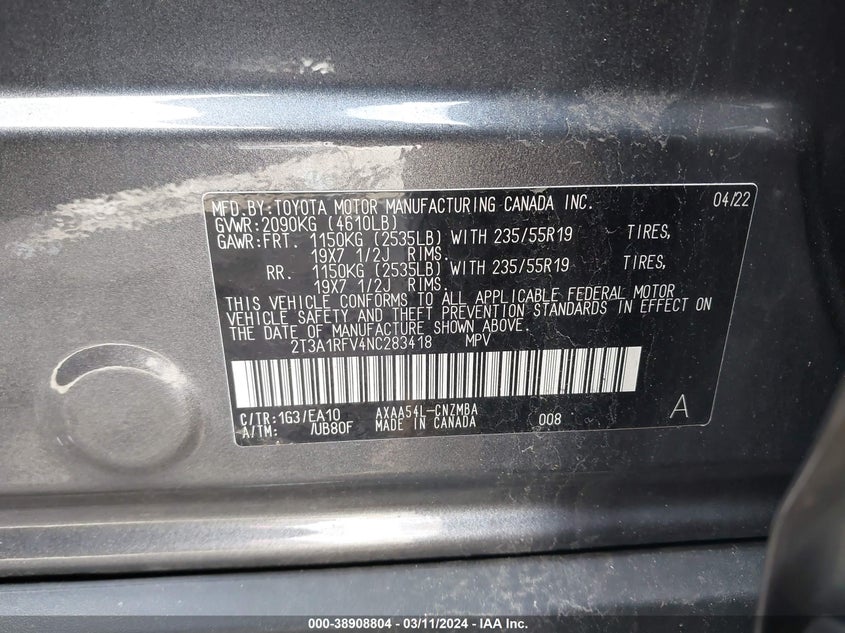 MFD.BY:TOYOTA MOTOR MANUFACTURING CANADA INC. 04/22
GVWR:2090KG (4610LB)
GAWR:FRT. 1150KG (2535LB) WITH 235/55R19 TIRES,
19X7 1/2J RIMS.
RR. 1150KG (2535LB) WITH 235/55R19 TIRES,
19X7 1/2J RIMS.
THIS VEHICLE CONFORMS TO ALL APPLICABLE FEDERAL MOTOR
VEHICLE SAFETY AND THEFT PREVENTION STANDARDS IN EFFECT ON
THE DATE OF MANUFACTURE SHOWN ABOVE.
2T3A1RFV4NC283418 MPV
C/TR:1G3/EA10 AXAA54L-CNZMBA 008 A
A/TM: /UB80F MADE IN CANADA
000-38908804 / 03/11/2024 - IAA Inc.